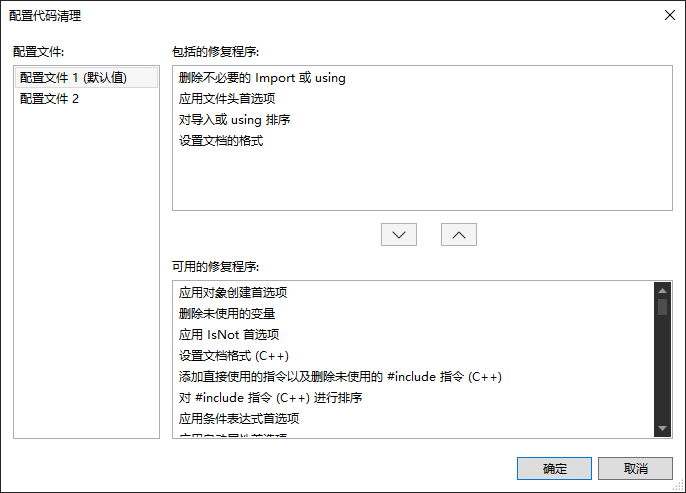 配置代码清理
配置文件:
配置文件 1 (默认值)
配置文件 2
包括的修复程序:
删除不必要的 Import 或 using
应用文件头首选项
对导入或 using 排序
设置文档的格式
可用的修复程序:
应用对象创建首选项
删除未使用的变量
应用 IsNot 首选项
设置文档格式 (C++)
添加直接使用的指令以及删除未使用的 #include 指令 (C++)
对 #include 指令 (C++) 进行排序
应用条件表达式首选项
确定
取消